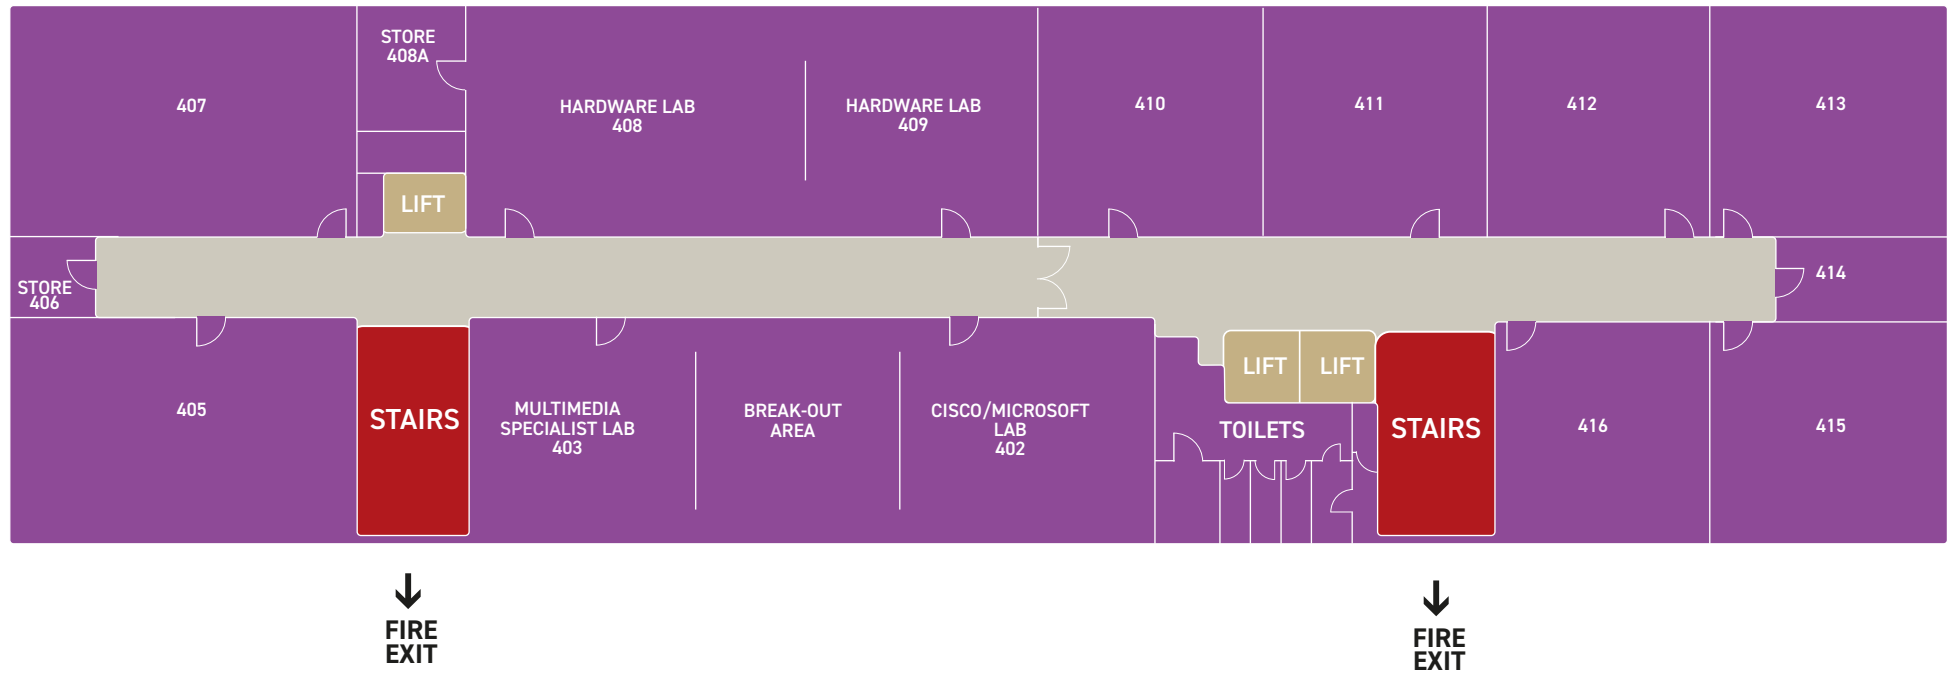 STORE
408A
407
HARDWARE LAB
408
HARDWARE LAB
409
410
411
412
413
LIFT
STORE
406
414
405
STAIRS
MULTIMEDIA
SPECIALIST LAB
403
BREAK-OUT
AREA
CISCO/MICROSOFT
LAB
402
LIFT
LIFT
TOILETS
STAIRS
416
415
FIRE
EXIT
FIRE
EXIT